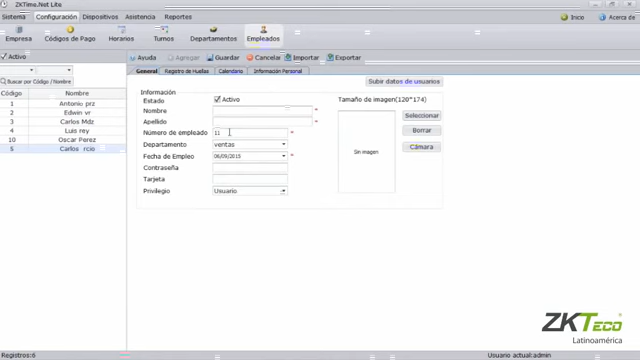 ZKTime.Net Lite
Sistema Configuración Dispositivos Asistencia Reportes
Inicio Acerca de
Empresa Códigos de Pago Horarios Turnos Departamentos Empleados
Activo
Ayuda Agregar Guardar Cancelar Importar Exportar
General Registro de Huellas Calendario Información Personal
Buscar por Código / Nombre
Subir datos de usuarios
Código Nombre
1 Antonio prz
2 Edwin vr
3 Carlos Mdz
4 Luis rey
10 Oscar Perez
5 Carlos rcio
Información
Estado Activo
Nombre *
Apellido *
Número de empleado 11 *
Departamento ventas
Fecha de Empleo 06/09/2015 *
Contraseña
Tarjeta
Privilegio Usuario
Tamaño de imagen(120*174)
Sin imagen
Seleccionar
Borrar
Cámara
ZKTeco
Latinoamérica
Registros:6 Usuario actual:admin